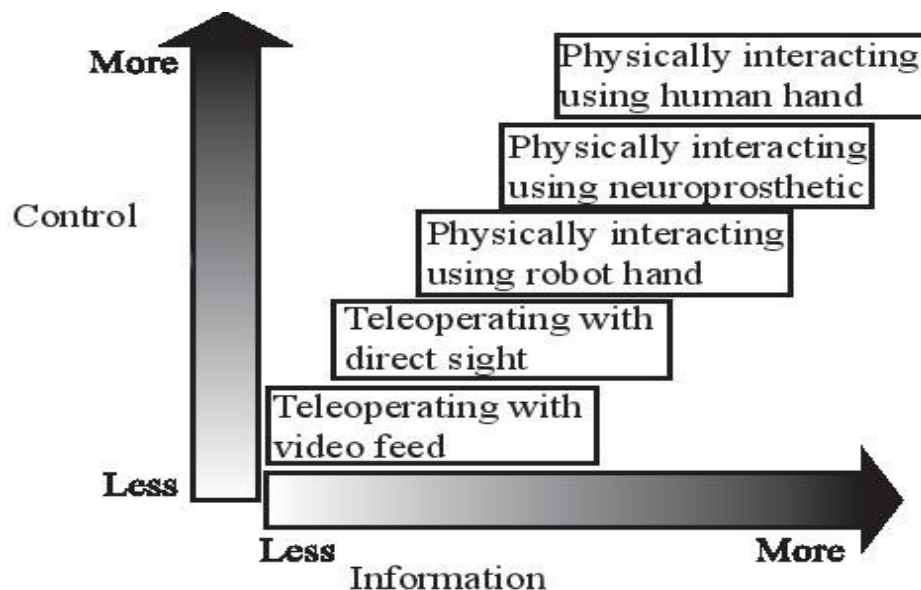 More
Control
Less
Physically interacting
using human hand
Physically interacting
using neuroprosthetic
Physically interacting
using robot hand
Teleoperating with
direct sight
Teleoperating with
video feed
Less
More
Information